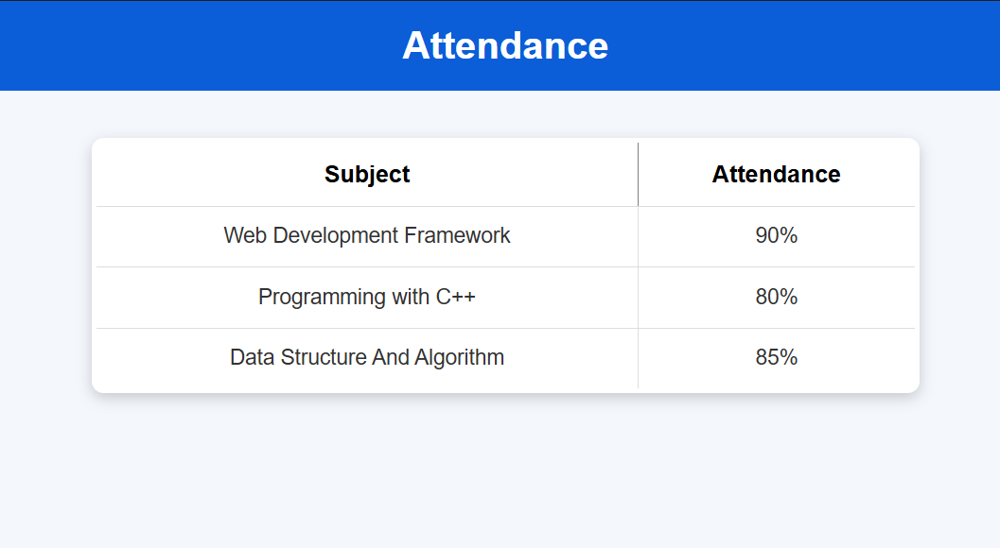 Attendance
Subject Attendance
Web Development Framework 90%
Programming with C++ 80%
Data Structure And Algorithm 85%